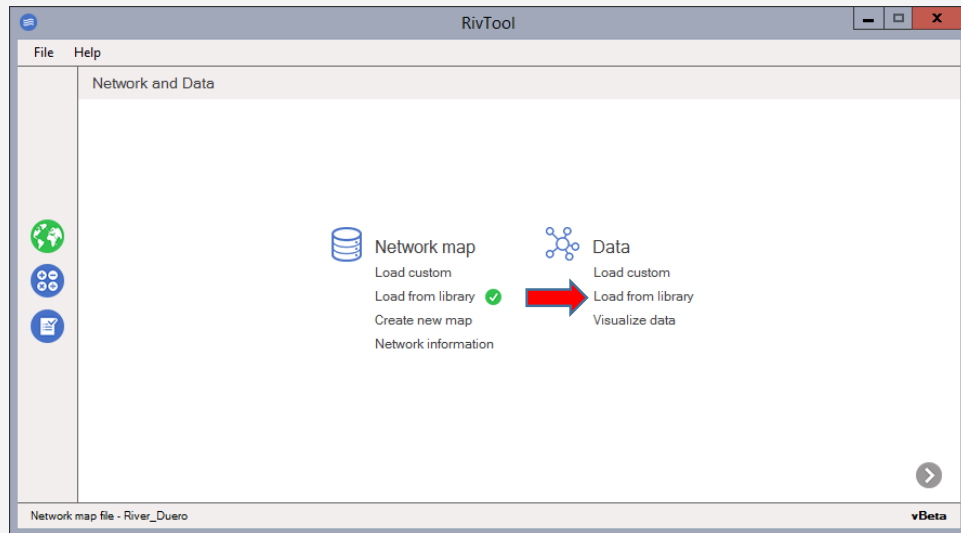 RivTool
File Help
Network and Data
Network map
Load custom
Load from library
Create new map
Network information
Data
Load custom
Load from library
Visualize data
Network map file - River_Duero
vBeta